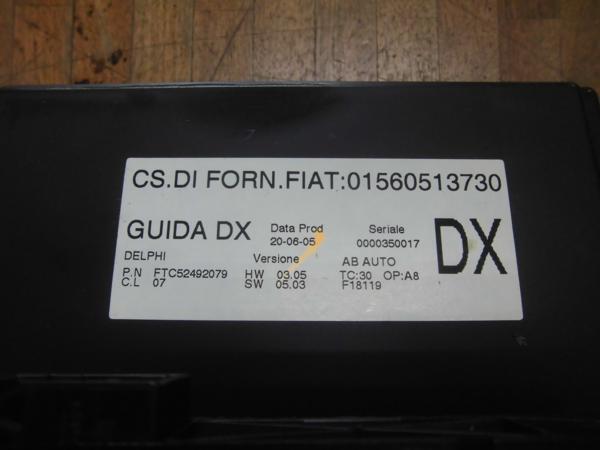 CS.DI FORN.FIAT:01560513730
GUIDA DX Data Prod Seriale DX
20-06-05 0000350017
DELPHI Versione AB AUTO
P.N FTC52492079 HW 03.05 TC:30 OP:A8
C.L 07 SW 05.03 F18119